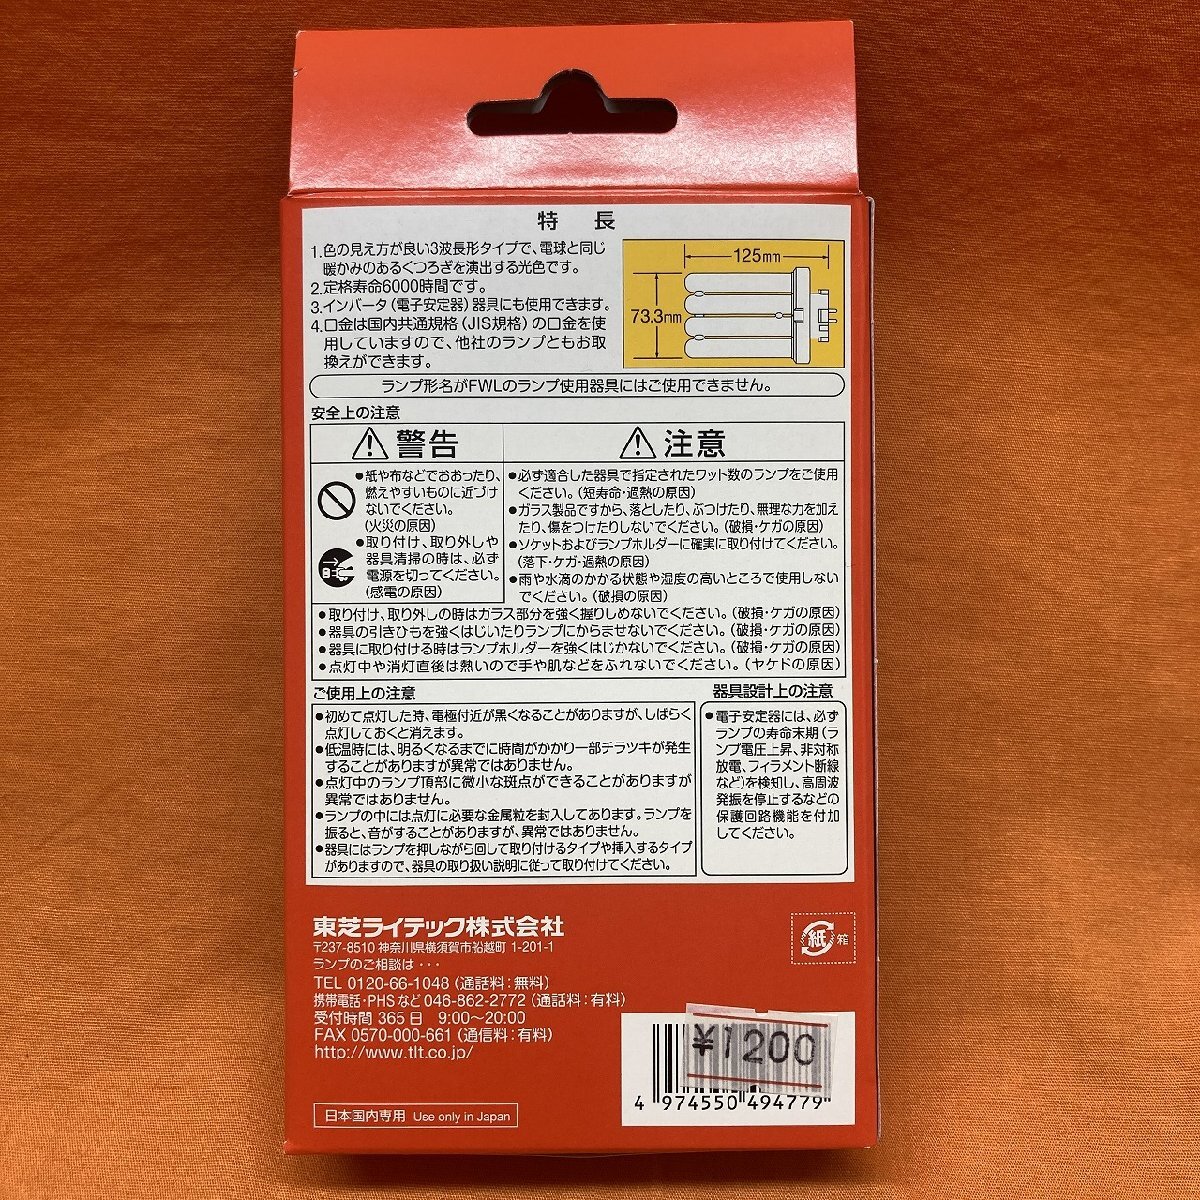 特長
1.色の見え方が良い3波長形タイプで、電球と同じ
暖かみのあるくつろぎを演出する光色です。
2.定格寿命6000時間です。
3.インバータ(電子安定器)器具にも使用できます。
4.口金は国内共通規格(JIS規格)の口金を使
用していますので、他社のランプともお取
換えができます。
125mm
73.3mm
ランプ形名がFWLのランプ使用器具にはご使用できません。
安全上の注意
警告
●紙や布などでおおったり、
燃えやすいものに近づけ
ないでください。
(火災の原因)
●取り付け、取り外しや
器具清掃の時は、必ず
電源を切ってください。
(感電の原因)
注意
●必ず適合した器具で指定されたワット数のランプをご使用
ください。(短寿命・過熱の原因)
●ガラス製品ですから、落としたり、ぶつけたり、無理な力を加え
たり、傷をつけたりしないでください。(破損・ケガの原因)
●ソケットおよびランプホルダーに確実に取り付けてください。
(落下・ケガ・過熱の原因)
●雨や水滴のかかる状態や湿度の高いところで使用しない
でください。(破損の原因)
●取り付け、取り外しの時はガラス部分を強く握りしめないでください。(破損・ケガの原因)
●器具の引きひもを強くはじいたりランプにからませないでください。(破損・ケガの原因)
●器具に取り付ける時はランプホルダーを強くはじかないでください。(破損・ケガの原因)
●点灯中や消灯直後は熱いので手や肌などをふれないでください。(ヤケドの原因)
ご使用上の注意
●初めて点灯した時、電極付近が黒くなることがありますが、しばらく
点灯しておくと消えます。
●低温時には、明るくなるまでに時間がかかり一部チラツキが発生
することがありますが異常ではありません。
●点灯中のランプ頂部に微小な斑点ができることがありますが
異常ではありません。
●ランプの中には点灯に必要な金属粒を封入してあります。ランプを
振ると、音がすることがありますが、異常ではありません。
●器具にはランプを押しながら回して取り付けるタイプや挿入するタイプ
がありますので、器具の取り扱い説明に従って取り付けてください。
器具設計上の注意
●電子安定器には、必ず
ランプの寿命末期(ラ
ンプ電圧上昇、非対称
放電、フィラメント断線
など)を検知し、高周波
発振を停止するなどの
保護回路機能を付加
してください。
東芝ライテック株式会社
〒237-8510 神奈川県横須賀市船越町 1-201-1
ランプのご相談は・・・
TEL 0120-66-1048 (通話料:無料)
携帯電話・PHSなど 046-862-2772 (通話料:有料)
受付時間 365日 9:00～20:00
FAX 0570-000-661 (通信料:有料)
http://www.tlt.co.jp/
日本国内専用 Use only in Japan
紙 箱
¥1200
4 974550 494779